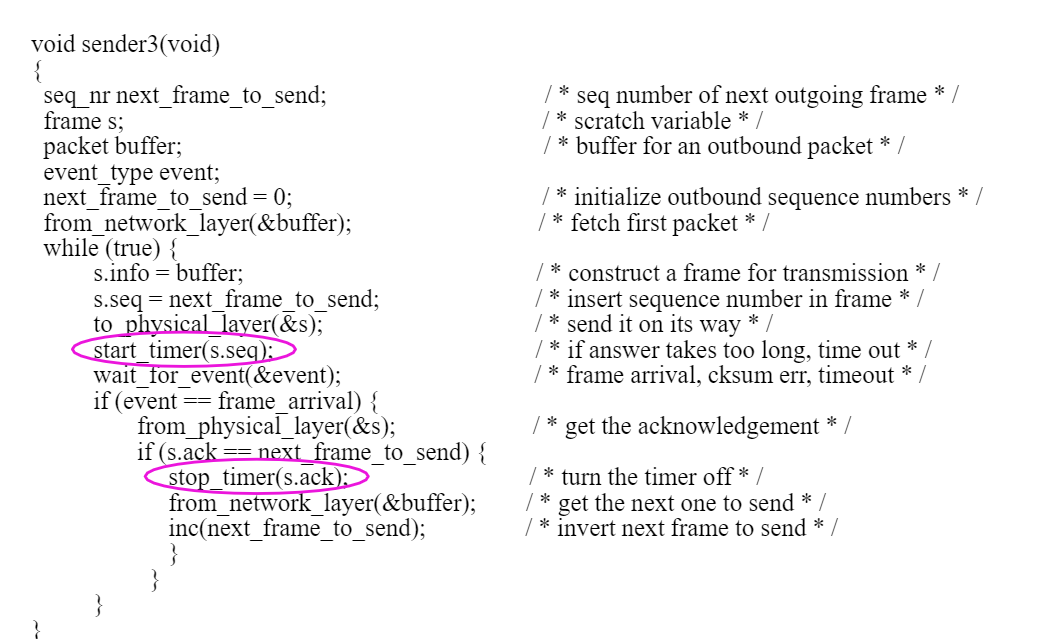 void sender3(void)
{
seq_nr next_frame_to_send; / * seq number of next outgoing frame * /
frame s; / * scratch variable * /
packet buffer; / * buffer for an outbound packet * /
event_type event;
next_frame_to_send = 0; / * initialize outbound sequence numbers * /
from_network_layer(&buffer); / * fetch first packet * /
while (true) {
s.info = buffer; / * construct a frame for transmission * /
s.seq = next_frame_to_send; / * insert sequence number in frame * /
to_physical_layer(&s); / * send it on its way * /
start_timer(s.seq); / * if answer takes too long, time out * /
wait_for_event(&event); / * frame arrival, cksum err, timeout * /
if (event == frame_arrival) {
from_physical_layer(&s); / * get the acknowledgement * /
if (s.ack == next_frame_to_send) {
stop_timer(s.ack); / * turn the timer off * /
from_network_layer(&buffer); / * get the next one to send * /
inc(next_frame_to_send); / * invert next frame to send * /
}
}
}
}